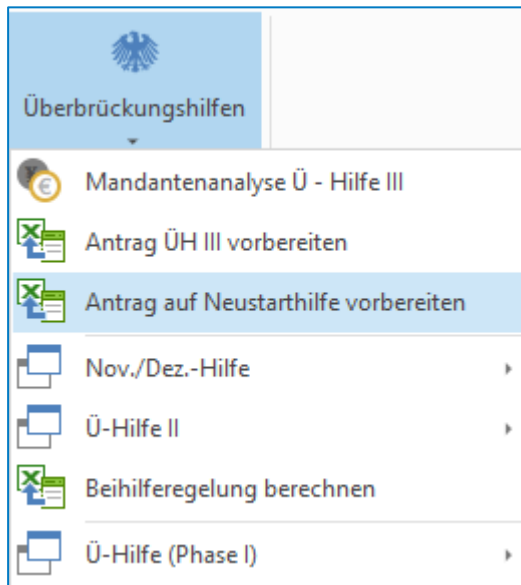 Überbrückungshilfen
Mandantenanalyse Ü - Hilfe III
Antrag ÜH III vorbereiten
Antrag auf Neustarthilfe vorbereiten
Nov./Dez.-Hilfe
Ü-Hilfe II
Beihilferegelung berechnen
Ü-Hilfe (Phase I)